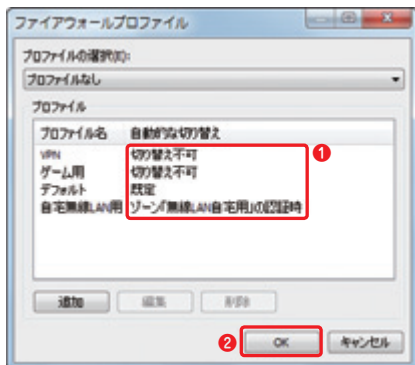 ファイアウォールプロファイル
プロファイルの選択(E):
プロファイルなし
プロファイル
プロファイル名 自動的な切り替え
VPN 切り替え不可
ゲーム用 切り替え不可
デフォルト 既定
自宅無線LAN用 ゾーン「無線LAN自宅用」の認証時
❶
追加 編集 削除
❷ OK キャンセル